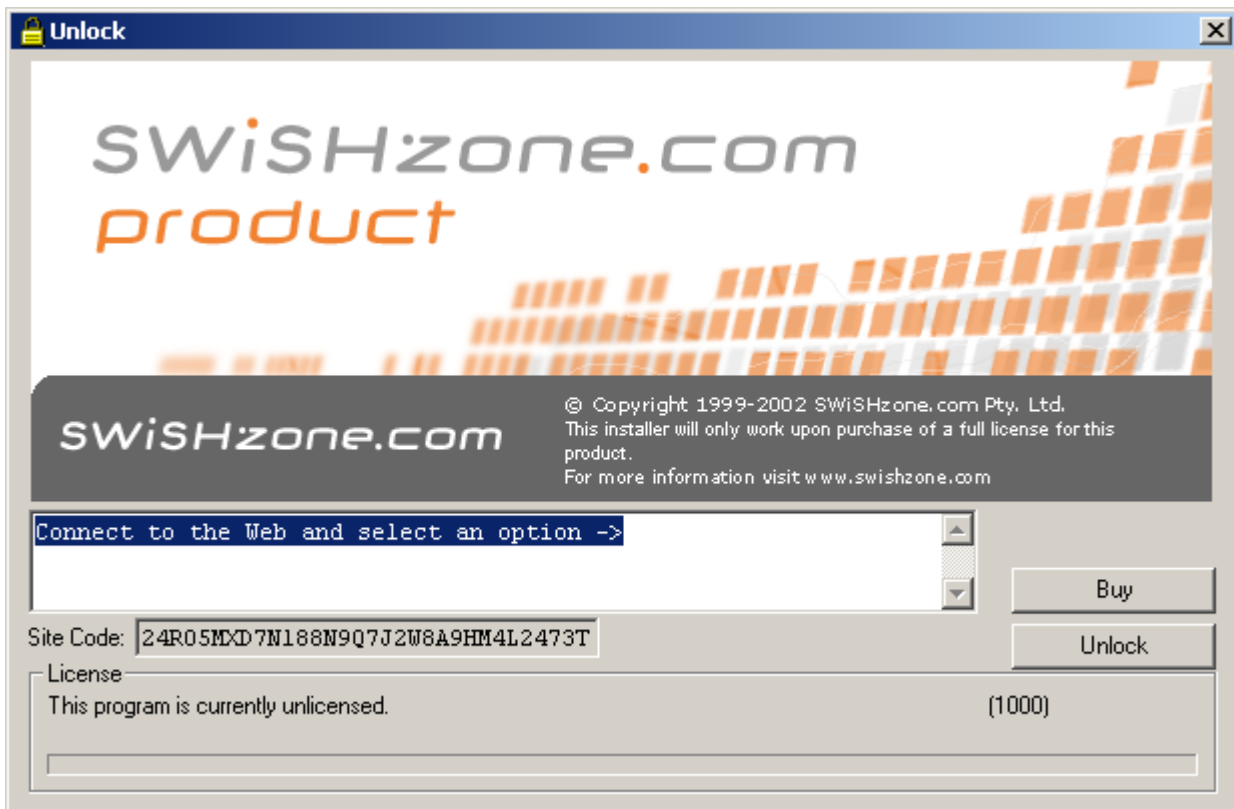 Unlock
SWiSHzone.com
product
SWiSHzone.com
© Copyright 1999-2002 SWiSHzone.com Pty. Ltd.
This installer will only work upon purchase of a full license for this
product.
For more information visit www.swishzone.com
Connect to the Web and select an option ->
Buy
Site Code: 24R05MXD7N188N9Q7J2W8A9HM4L2473T
Unlock
License
This program is currently unlicensed. (1000)